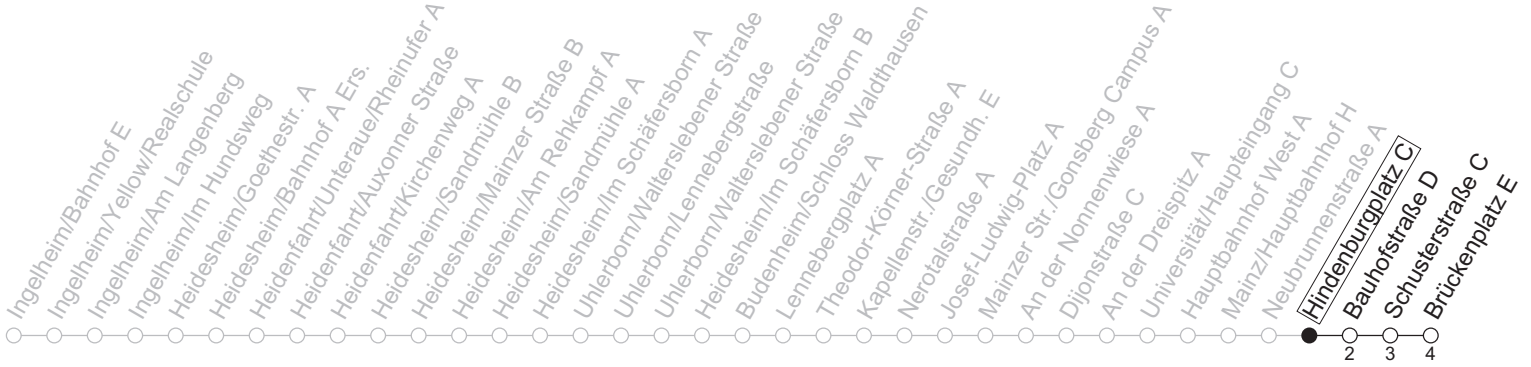 Ingelheim/Bahnhof E
Ingelheim/Yellow/Realschule
Ingelheim/Am Langenberg
Ingelheim/Im Hundsweg
Heidesheim/Goethestr. A
Heidesheim/Bahnhof A Ers.
Heidenfahrt/Unteraue/Rheinufer A
Heidenfahrt/Auxonner Straße
Heidenfahrt/Kirchenweg A
Heidesheim/Sandmühle B
Heidesheim/Mainzer Straße B
Heidesheim/Am Rehkampf A
Heidesheim/Sandmühle A
Heidesheim/Im Schäfersborn A
Uhlerborn/Walterslebener Straße
Uhlerborn/Lennebergstraße
Uhlerborn/Walterslebener Straße
Heidesheim/Im Schäfersborn B
Budenheim/Schloss Waldthausen
Lennebergplatz A
Theodor-Körner-Straße A
Kapellenstr./Gesundh. E
Nerotalstraße A
Josef-Ludwig-Platz A
Mainzer Str./Gonsberg Campus A
An der Nonnenwiese A
Dijonstraße C
An der Dreispitz A
Universität/Haupteingang C
Hauptbahnhof West A
Mainz/Hauptbahnhof H
Neubrunnenstraße A
Hindenburgplatz C
Bauhofstraße D
Schusterstraße C
Brückenplatz E
2 3 4